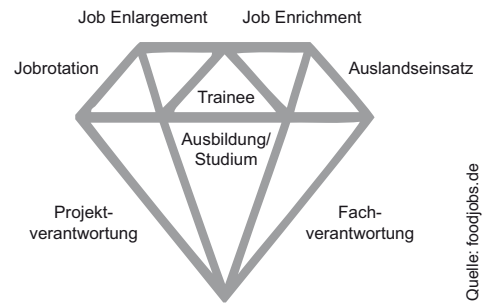 Job Enlargement
Job Enrichment
Jobrotation
Auslandseinsatz
Trainee
Ausbildung/
Studium
Projekt-
verantwortung
Fach-
verantwortung
Quelle: foodjobs.de